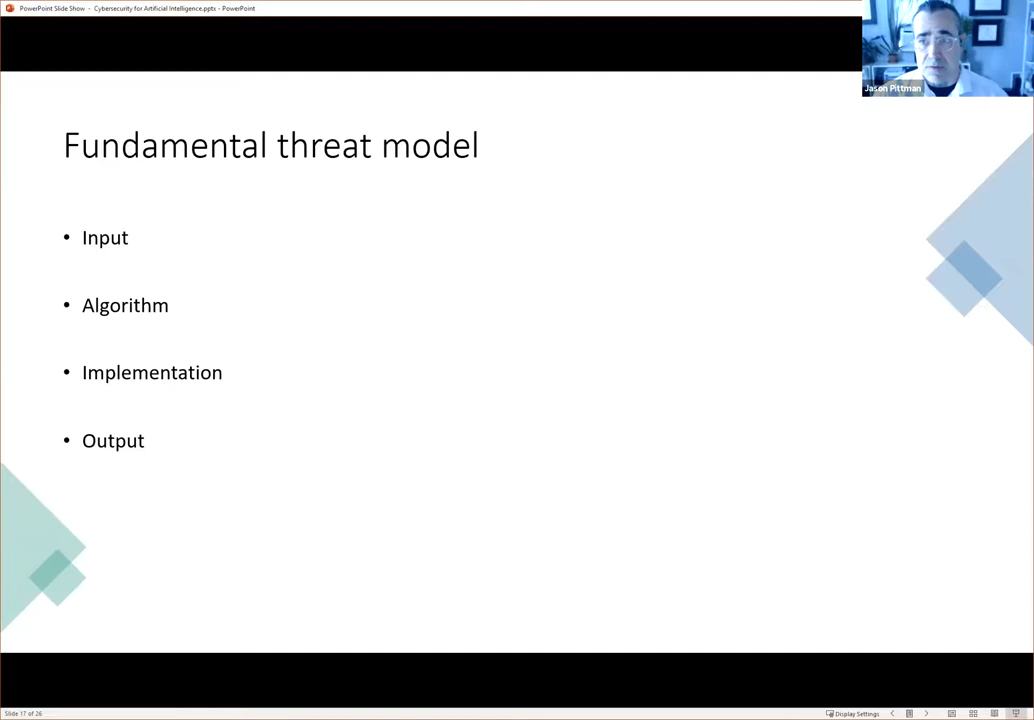 PowerPoint Slide Show - Cybersecurity for Artificial Intelligence.pptx - PowerPoint
Jason Pittman
Fundamental threat model
• Input
• Algorithm
• Implementation
• Output
Slide 17 of 26
Display Settings